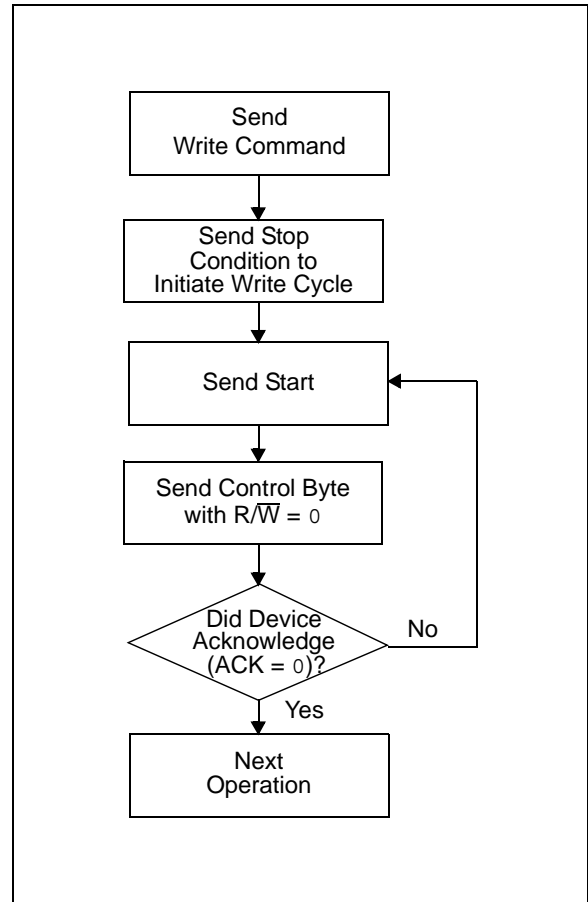 Send
Write Command
Send Stop
Condition to
Initiate Write Cycle
Send Start
Send Control Byte
with R/W̅ = 0
Did Device
Acknowledge
(ACK = 0)?
No
Yes
Next
Operation